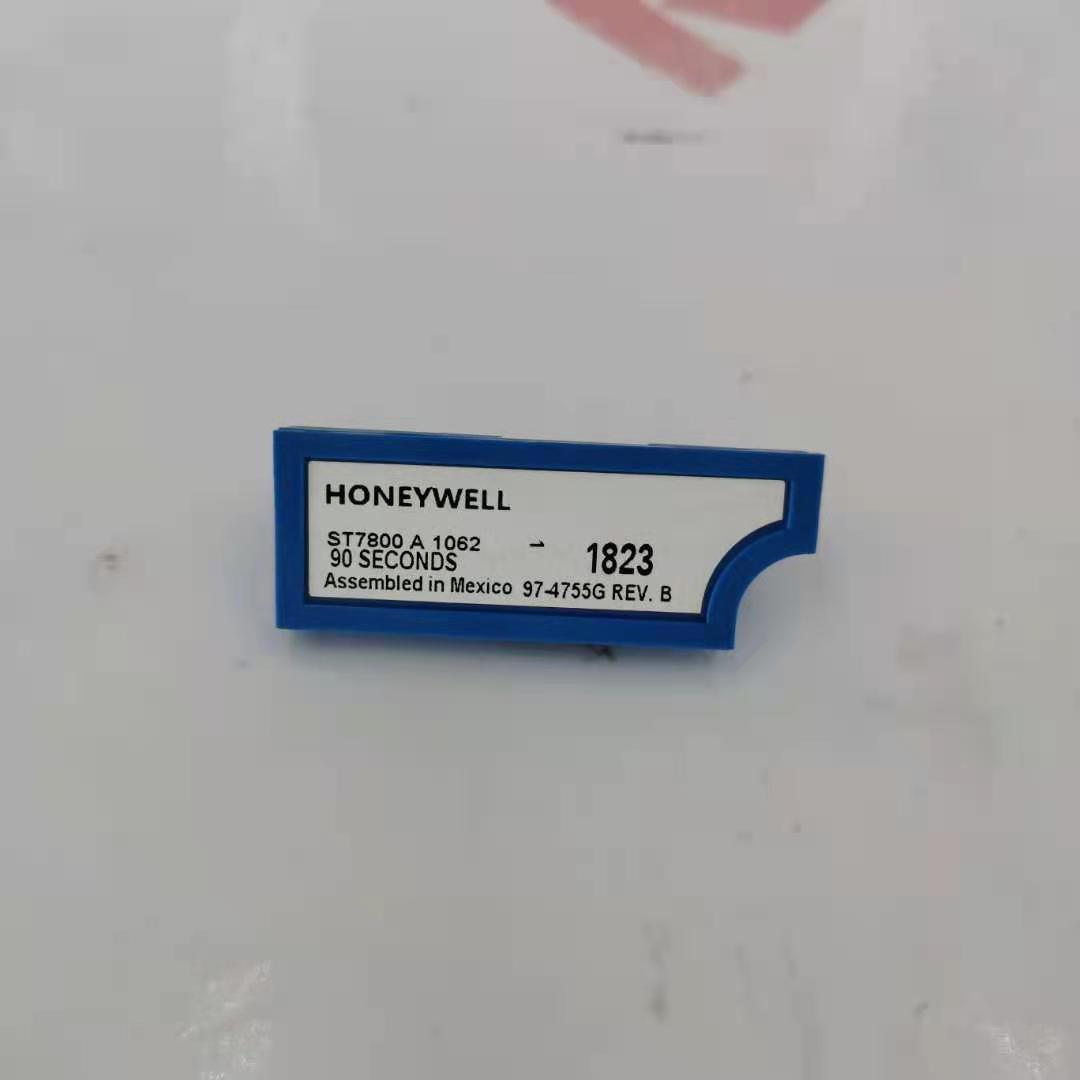 HONEYWELL
ST7800 A 1062
90 SECONDS
1823
Assembled in Mexico 97-4755G REV. B